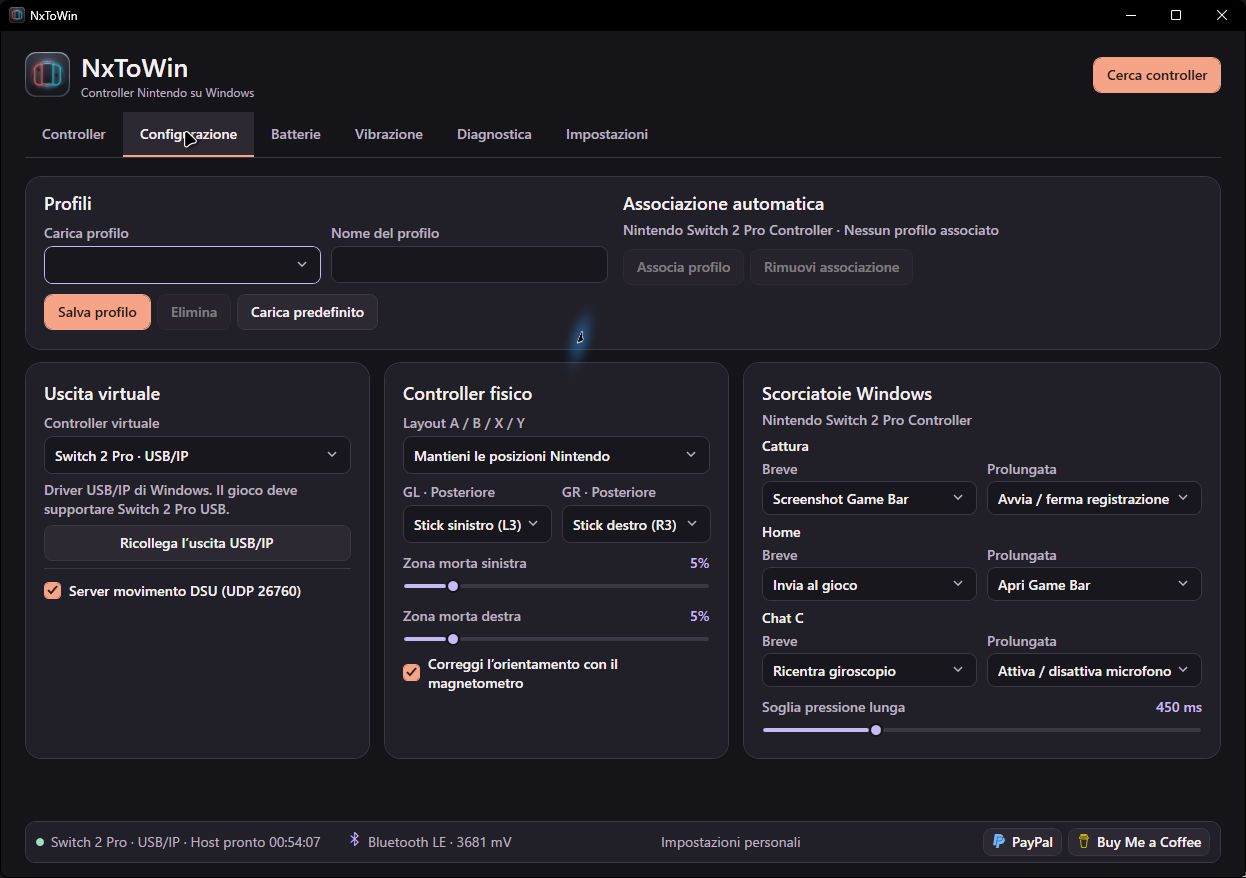 NxToWin
NxToWin
Controller Nintendo su Windows
Cerca controller
Controller
Configurazione
Batterie
Vibrazione
Diagnostica
Impostazioni
Profili
Carica profilo
Nome del profilo
Salva profilo
Elimina
Carica predefinito
Associazione automatica
Nintendo Switch 2 Pro Controller · Nessun profilo associato
Associa profilo
Rimuovi associazione
Uscita virtuale
Controller virtuale
Switch 2 Pro · USB/IP
Driver USB/IP di Windows. Il gioco deve
supportare Switch 2 Pro USB.
Ricollega l’uscita USB/IP
Server movimento DSU (UDP 26760)
Controller fisico
Layout A / B / X / Y
Mantieni le posizioni Nintendo
GL · Posteriore
GR · Posteriore
Stick sinistro (L3)
Stick destro (R3)
Zona morta sinistra
5%
Zona morta destra
5%
Correggi l’orientamento con il
magnetometro
Scorciatoie Windows
Nintendo Switch 2 Pro Controller
Cattura
Breve
Prolungata
Screenshot Game Bar
Avvia / ferma registrazione
Home
Breve
Prolungata
Invia al gioco
Apri Game Bar
Chat C
Breve
Prolungata
Ricentra giroscopio
Attiva / disattiva microfono
Soglia pressione lunga
450 ms
Switch 2 Pro · USB/IP · Host pronto 00:54:07
Bluetooth LE · 3681 mV
Impostazioni personali
PayPal
Buy Me a Coffee